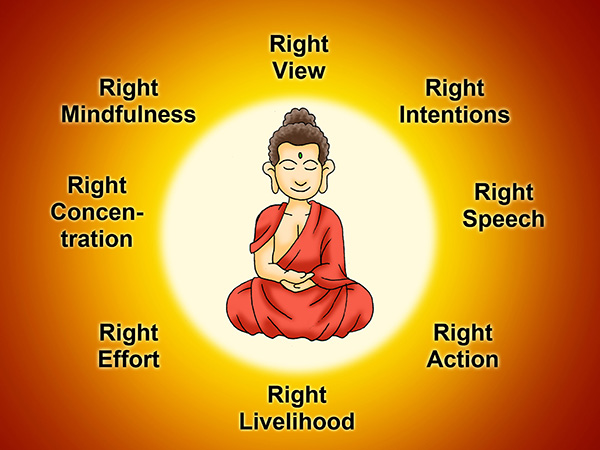 Right
View
Right
Intentions
Right
Speech
Right
Action
Right
Livelihood
Right
Effort
Right
Concen-
tration
Right
Mindfulness